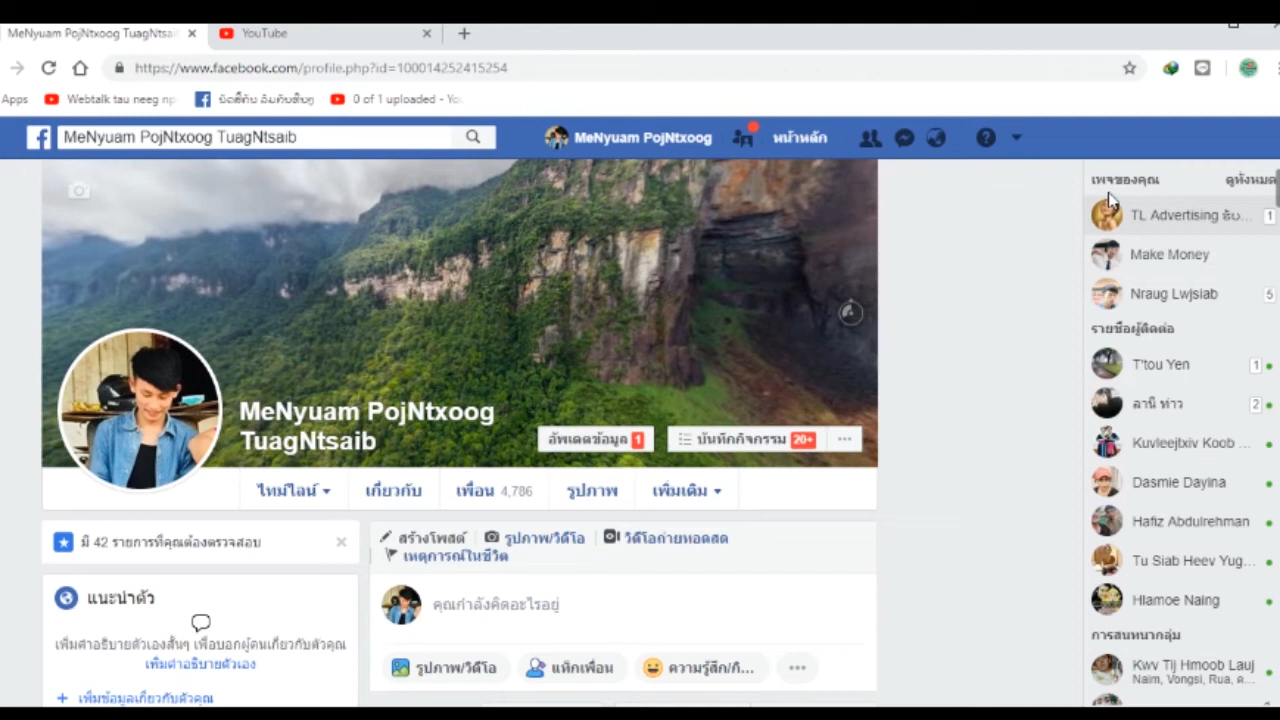 MeNyuam PojNtxoog TuagNtsai
YouTube
https://www.facebook.com/profile.php?id=100014252415254
Apps
Webtalk tau neeg np
0 of 1 uploaded - Yo
MeNyuam PojNtxoog TuagNtsaib
MeNyuam PojNtxoog
หน้าหลัก
เพจของคุณ
ดูทั้งหมด
TL Advertising ...
1
Make Money
Nraug Lwjsiab
5
รายชื่อผู้ติดต่อ
T'tou Yen
1
ลานี ท่าว
2
Kuvleejtxiv Koob ...
Dasmie Dayina
Hafiz Abdulrehman
Tu Siab Heev Yug...
Hlamoe Naing
การสนทนากลุ่ม
Kwv Tij Hmoob Lauj
Naim, Vongsi, Rua, ด...
MeNyuam PojNtxoog
TuagNtsaib
อัพเดตข้อมูล 1
บันทึกกิจกรรม 20+
ไทม์ไลน์
เกี่ยวกับ
เพื่อน 4,786
รูปภาพ
เพิ่มเติม
มี 42 รายการที่คุณต้องตรวจสอบ
สร้างโพสต์
รูปภาพ/วิดีโอ
วิดีโอถ่ายทอดสด
เหตุการณ์ในชีวิต
แนะนำตัว
คุณกำลังคิดอะไรอยู่
เพิ่มคำอธิบายตัวเองสั้นๆ เพื่อบอกผู้คนเกี่ยวกับตัวคุณ
เพิ่มคำอธิบายตัวเอง
รูปภาพ/วิดีโอ
แท็กเพื่อน
ความรู้สึก/กิ...
+ เพิ่มข้อมูลเกี่ยวกับตัวคุณ